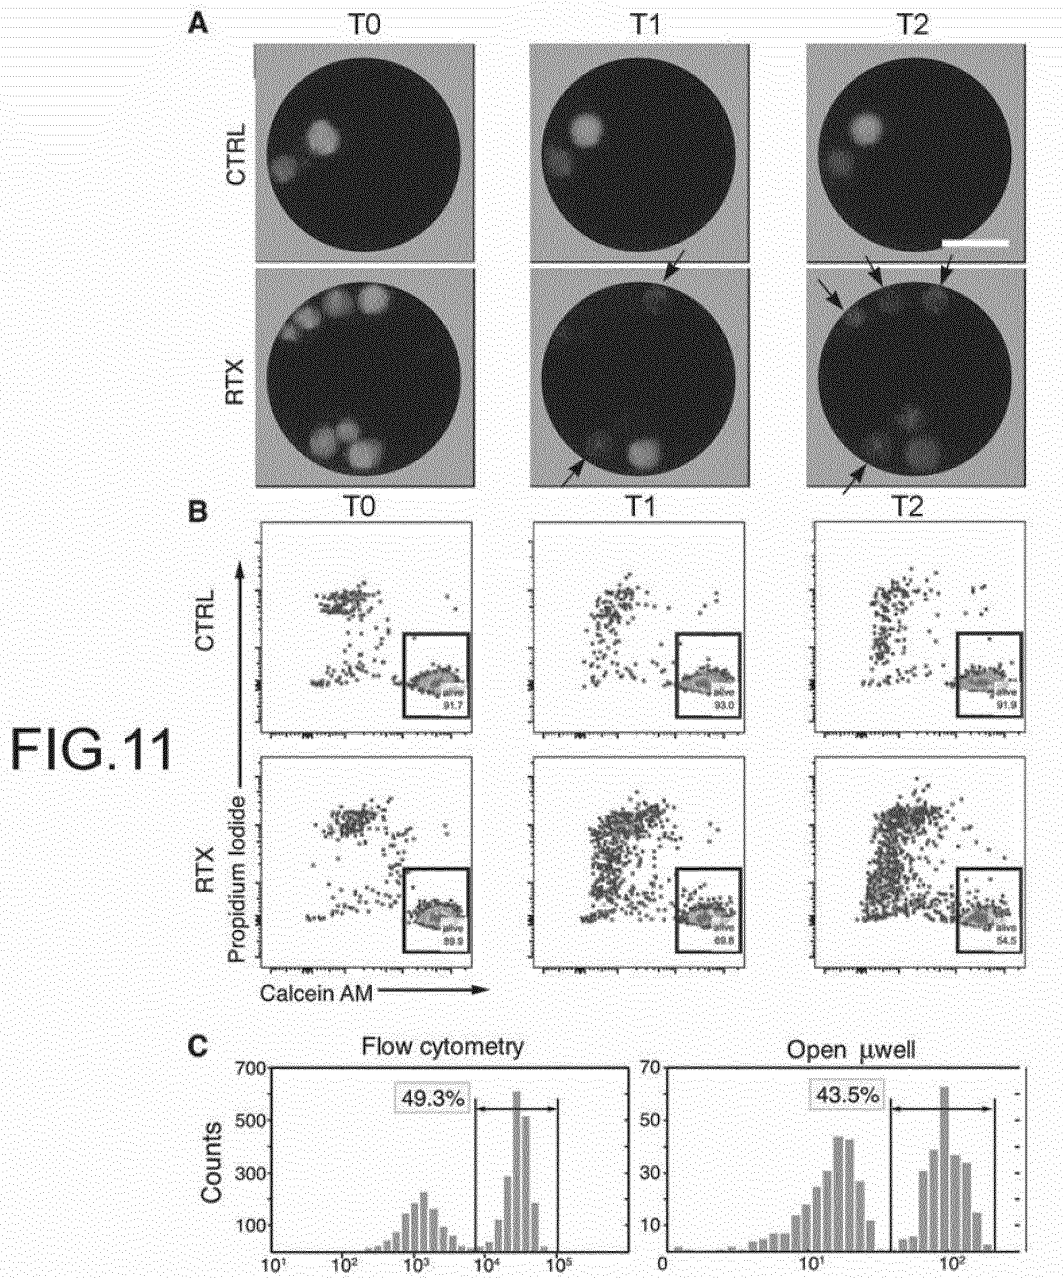 A
T0 T1 T2
CTRL
RTX
B
T0 T1 T2
CTRL
alive
91.7
alive
93.0
alive
91.9
FIG.11
RTX
Propidium Iodide
alive
89.9
alive
69.8
alive
54.5
Calcein AM
C
Flow cytometry
Open µwell
Counts
700
500
300
100
49.3%
10¹ 10² 10³ 10⁴ 10⁵
70
50
30
10
43.5%
0 10¹ 10²